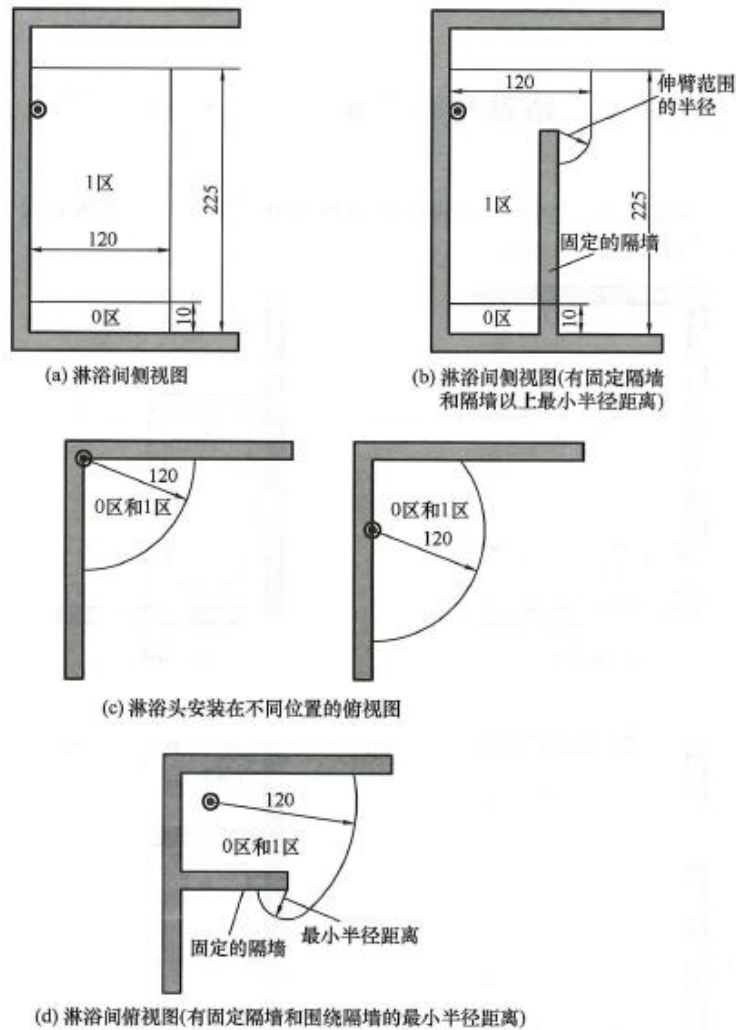 1区
120
225
0区
10
(a) 淋浴间侧视图
120
伸臂范围
的半径
1区
225
固定的隔墙
0区
10
(b) 淋浴间侧视图(有固定隔墙
和隔墙以上最小半径距离)
120
0区和1区
0区和1区
120
(c) 淋浴头安装在不同位置的俯视图
120
0区和1区
固定的隔墙
最小半径距离
(d) 淋浴间俯视图(有固定隔墙和围绕隔墙的最小半径距离)